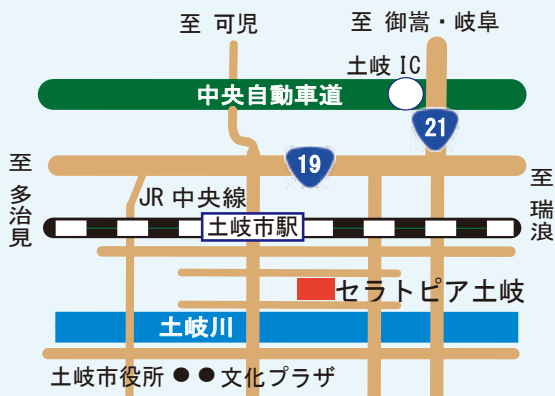 至 可児
至 御嵩・岐阜
土岐 IC
中央自動車道
21
19
至 多治見
至 瑞浪
JR 中央線
土岐市駅
セラトピア土岐
土岐川
土岐市役所
文化プラザ